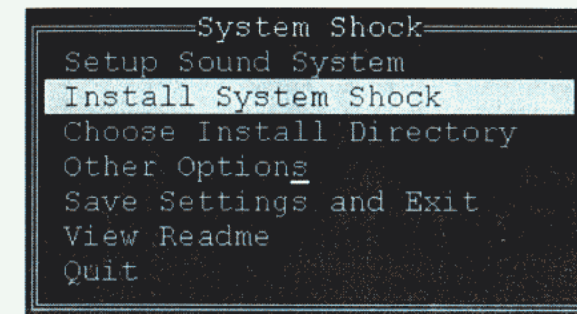 System Shock
Setup Sound System
Install System Shock
Choose Install Directory
Other Options
Save Settings and Exit
View Readme
Quit